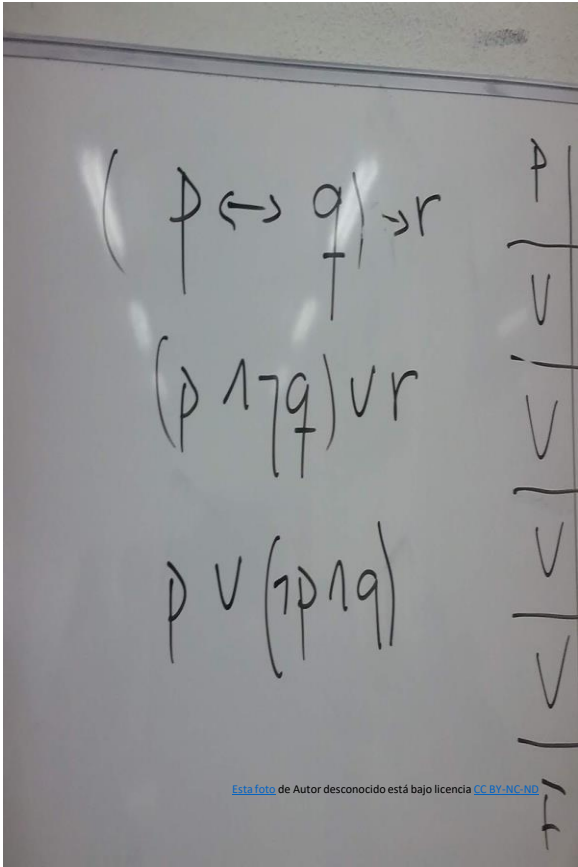 (p ↔ q) → r
(p ∧ ¬q) ∨ r
p ∨ (¬p ∧ q)
p
V
V
V
V
F
Esta foto de Autor desconocido está bajo licencia CC BY-NC-ND